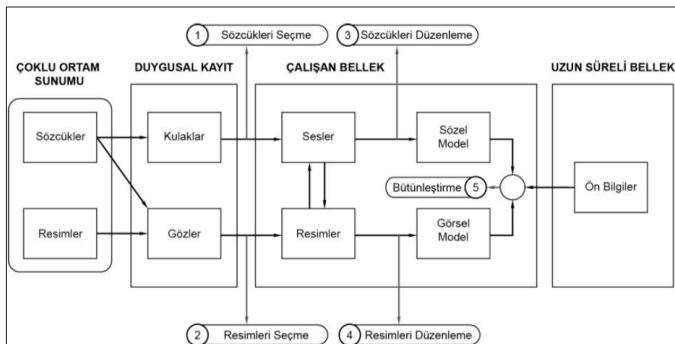 1 Sözcükleri Seçme
3 Sözcükleri Düzenleme
ÇOKLU ORTAM
SUNUMU
DUYGUSAL KAYIT
ÇALIŞAN BELLEK
UZUN SÜRELİ BELLEK
Sözcükler
Kulaklar
Sesler
Sözel
Model
Bütünleştirme 5
Ön Bilgiler
Resimler
Gözler
Resimler
Görsel
Model
2 Resimleri Seçme
4 Resimleri Düzenleme